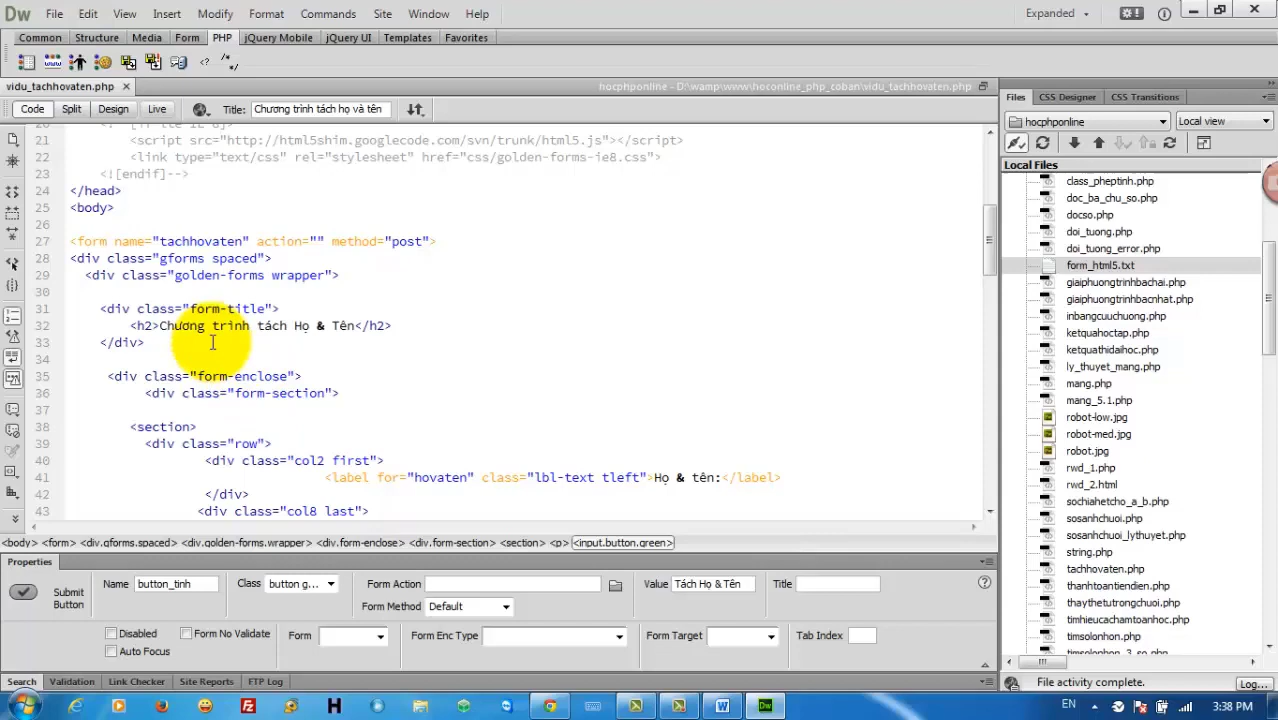 Dw File Edit View Insert Modify Format Commands Site Window Help Expanded
Common Structure Media Form PHP jQuery Mobile jQuery UI Templates Favorites
vidu_tachhovaten.php × hocphponline - D:\wamp\www\hoconline_php_coban\vidu_tachhovaten.php
Code Split Design Live Title: Chương trình tách họ và tên
21 <script src="http://html5shim.googlecode.com/svn/trunk/html5.js"></script>
22 <link type="text/css" rel="stylesheet" href="css/golden-forms-ie8.css">
23 <![endif]-->
24 </head>
25 <body>
26
27 <form name="tachhovaten" action="" method="post">
28 <div class="gforms spaced">
29 <div class="golden-forms wrapper">
30
31 <div class="form-title">
32 <h2>Chương trình tách Họ & Tên</h2>
33 </div>
34
35 <div class="form-enclose">
36 <div class="form-section">
37
38 <section>
39 <div class="row">
40 <div class="col2 first">
41 <label for="hovaten" class="lbl-text tleft">Họ & tên:</label>
42 </div>
43 <div class="col8 last">
<body> <form> <div.gforms.spaced> <div.golden-forms.wrapper> <div.form-enclose> <div.form-section> <section> <p> <input.button.green>
Properties
Submit Button
Name button_tinh Class button g... Form Action Value Tách Họ & Tên Title
Form Method Default
Disabled Form No Validate Form Form Enc Type Form Target Tab Index
Auto Focus
Search Validation Link Checker Site Reports FTP Log
Files CSS Designer CSS Transitions
hocphponline Local view
Local Files
class_pheptinh.php
doc_ba_chu_so.php
docso.php
doi_tuong.php
doi_tuong_error.php
form_html5.txt
giaiphuongtrinhbachai.php
giaiphuongtrinhbacnhat.php
inbangcuuchuong.php
ketquahoctap.php
ketquathidaihoc.php
ly_thuyet_mang.php
mang.php
mang_5.1.php
robot-low.jpg
robot-med.jpg
robot.jpg
rwd_1.php
rwd_2.html
sochiahetcho_a_b.php
sosanhchuoi.php
sosanhchuoi_lythuyet.php
string.php
tachhovaten.php
thanhtoantiendien.php
thaythetutrongchuoi.php
timhieucachamtoanhoc.php
timsolonhon.php
timsolonhon_3_so.php
File activity complete. Log...
EN 3:38 PM